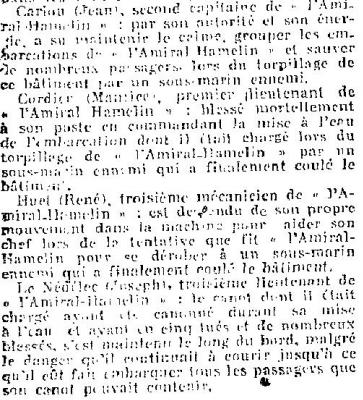 Cariou (Jean), second capitaine de « l'Ami-
ral-Hamelin » : par son autorité et son éner-
gie, a su maintenir le calme, grouper les em-
barcations de « l'Amiral Hamelin » et sauver
de nombreux passagers lors du torpillage de
ce bâtiment par un sous-marin ennemi.
Cordier (Maurice), premier lieutenant de
« l'Amiral Hamelin » : blessé mortellement
à son poste en commandant la mise à l'eau
de l'embarcation dont il était chargé lors du
torpillage de « l'Amiral-Hamelin » par un
sous-marin ennemi qui a finalement coulé le
bâtiment.
Huet (René), troisième mécanicien de « l'A-
miral-Hamelin » : est descendu de son propre
mouvement dans la machine pour aider son
chef lors de la tentative que fit « l'Amiral-
Hamelin pour se dérober à un sous-marin
ennemi qui a finalement coulé le bâtiment.
Le Nédélec (Joseph), troisième lieutenant de
« l'Amiral-Hamelin » : le canot dont il était
chargé ayant été canonné durant sa mise
à l'eau et ayant eu cinq tués et de nombreux
blessés, s'est maintenu le long du bord, malgré
le danger qu'il continuait à courir jusqu'à ce
qu'il eût fait embarquer tous les passagers que
son canot pouvait contenir.